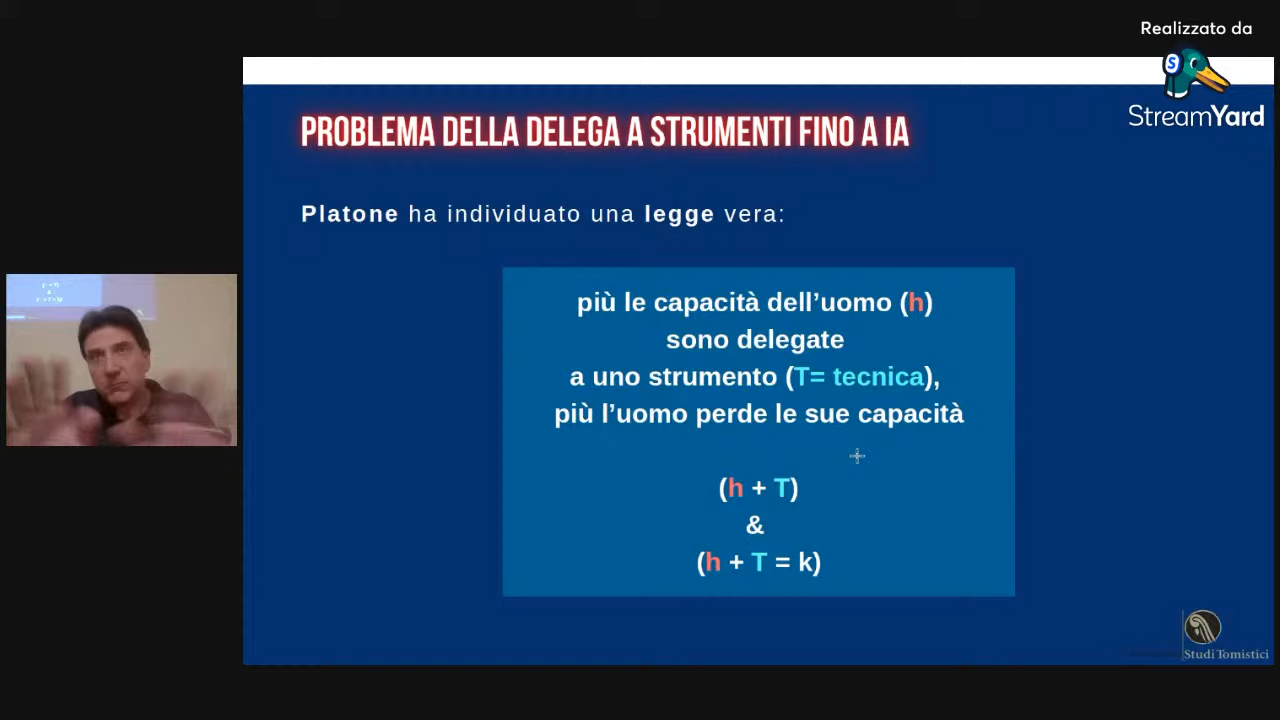 Realizzato da
S
StreamYard
PROBLEMA DELLA DELEGA A STRUMENTI FINO A IA
Platone ha individuato una legge vera:
più le capacità dell’uomo (h)
sono delegate
a uno strumento (T= tecnica),
più l’uomo perde le sue capacità
(h + T)
&
(h + T = k)
Studi Tomistici